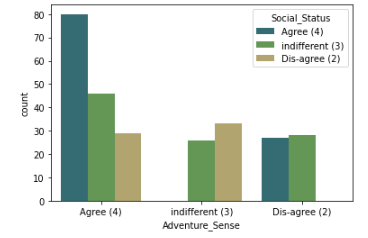 Social_Status
Agree (4)
indifferent (3)
Dis-agree (2)
80
70
60
50
40
30
20
10
0
count
Agree (4) indifferent (3) Dis-agree (2)
Adventure_Sense